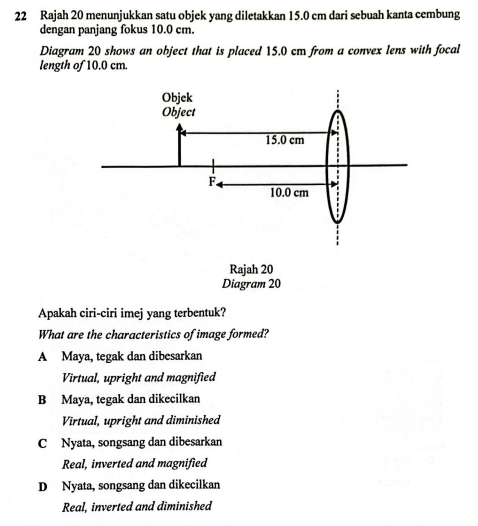 22 Rajah 20 menunjukkan satu objek yang diletakkan 15.0 cm dari sebuah kanta cembung
dengan panjang fokus 10.0 cm.
Diagram 20 shows an object that is placed 15.0 cm from a convex lens with focal
length of 10.0 cm.
Objek
Object
15.0 cm
F
10.0 cm
Rajah 20
Diagram 20
Apakah ciri-ciri imej yang terbentuk?
What are the characteristics of image formed?
A Maya, tegak dan dibesarkan
Virtual, upright and magnified
B Maya, tegak dan dikecilkan
Virtual, upright and diminished
C Nyata, songsang dan dibesarkan
Real, inverted and magnified
D Nyata, songsang dan dikecilkan
Real, inverted and diminished